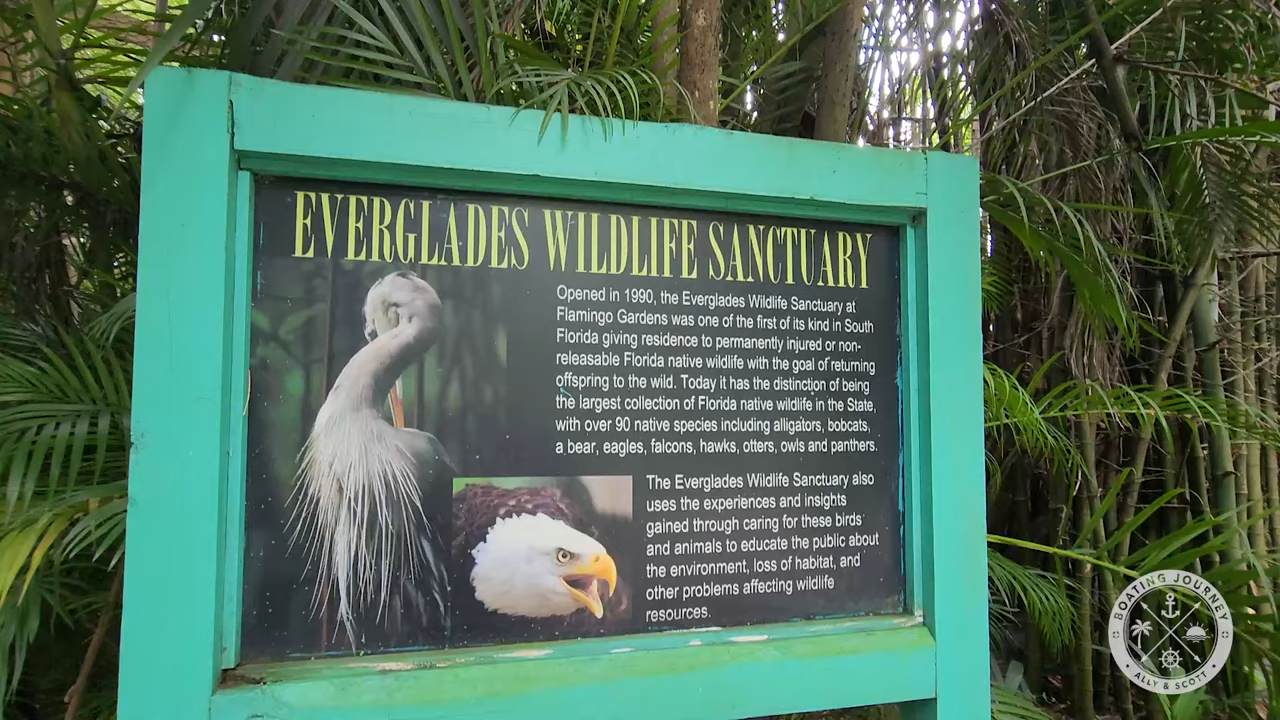 EVERGLADES WILDLIFE SANCTUARY
Opened in 1990, the Everglades Wildlife Sanctuary at
Flamingo Gardens was one of the first of its kind in South
Florida giving residence to permanently injured or non-
releasable Florida native wildlife with the goal of returning
offspring to the wild. Today it has the distinction of being
the largest collection of Florida native wildlife in the State,
with over 90 native species including alligators, bobcats,
a bear, eagles, falcons, hawks, otters, owls and panthers.
The Everglades Wildlife Sanctuary also
uses the experiences and insights
gained through caring for these birds
and animals to educate the public about
the environment, loss of habitat, and
other problems affecting wildlife
resources.
BOATING JOURNEY
ALLY & SCOTT